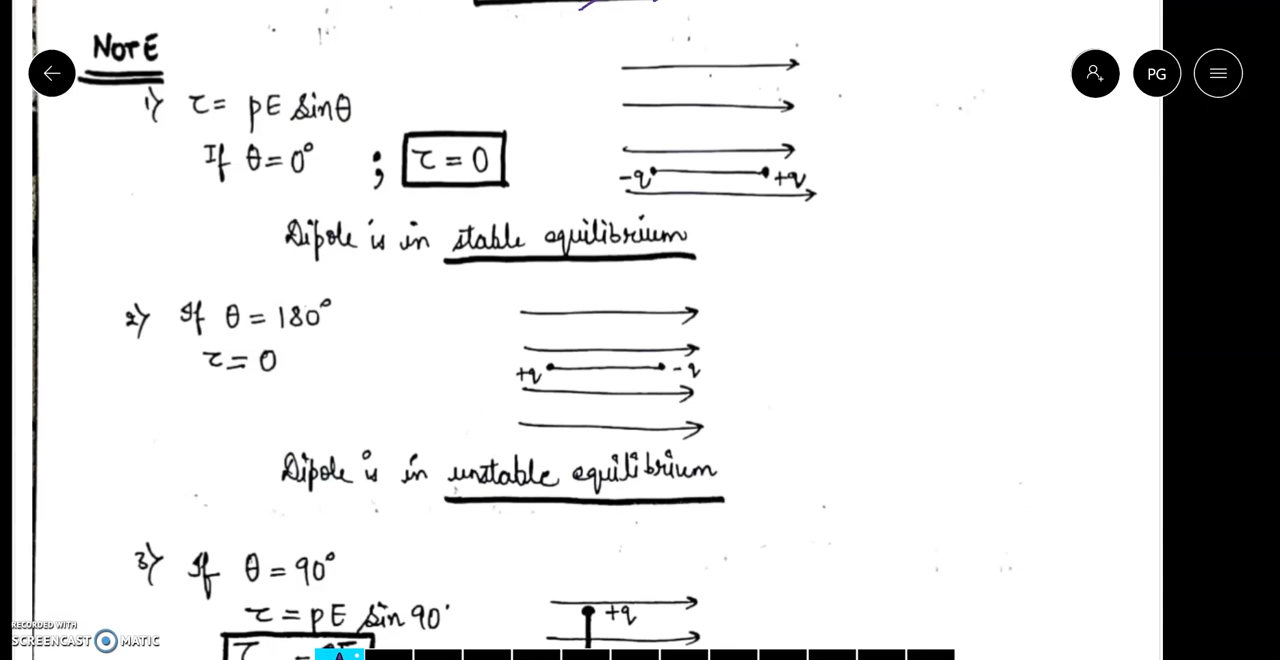 NOTE
PG
1) τ = pE sinθ
If θ = 0° ; τ = 0
-q +q
Dipole is in stable equilibrium
2) If θ = 180°
τ = 0
+q -q
Dipole is in unstable equilibrium
3) If θ = 90°
τ = pE sin 90°
+q
RECORDED WITH
SCREENCAST MATIC